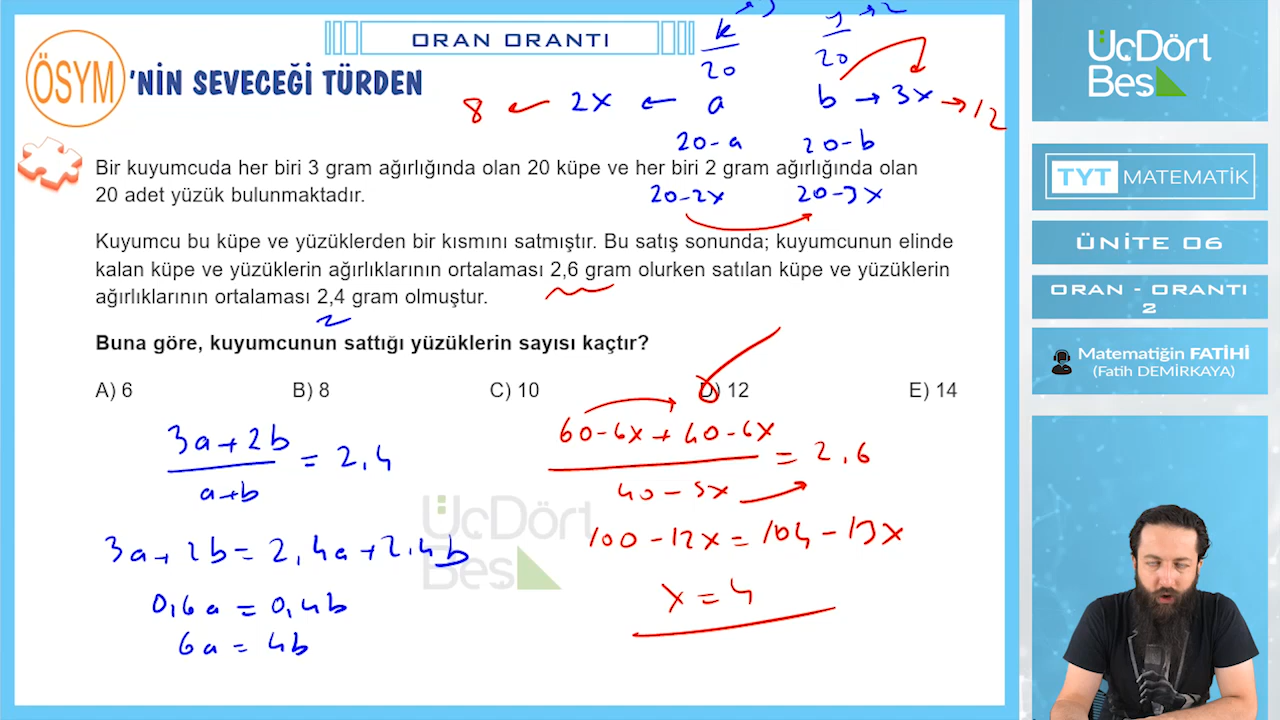 ÖSYM'NİN SEVECEĞİ TÜRDEN
ORAN ORANTI
k/20 → 3
y/20 → 2
8 ← 2x ← a
b → 3x → 12
20-a 20-b
20-2x 20-3x
Bir kuyumcuda her biri 3 gram ağırlığında olan 20 küpe ve her biri 2 gram ağırlığında olan
20 adet yüzük bulunmaktadır.
Kuyumcu bu küpe ve yüzüklerden bir kısmını satmıştır. Bu satış sonunda; kuyumcunun elinde
kalan küpe ve yüzüklerin ağırlıklarının ortalaması 2,6 gram olurken satılan küpe ve yüzüklerin
ağırlıklarının ortalaması 2,4 gram olmuştur.
Buna göre, kuyumcunun sattığı yüzüklerin sayısı kaçtır?
A) 6 B) 8 C) 10 D) 12 E) 14
3a+2b
a+b
= 2,4
3a+2b = 2,4a+2,4b
0,6a = 0,4b
6a = 4b
60-6x+40-6x
40-5x
= 2,6
100-12x = 104-13x
x = 4
ÜçDört
Beş
ÜçDört
Beş
TYT MATEMATİK
ÜNİTE 06
ORAN - ORANTI
2
Matematiğin FATİHİ
(Fatih DEMİRKAYA)